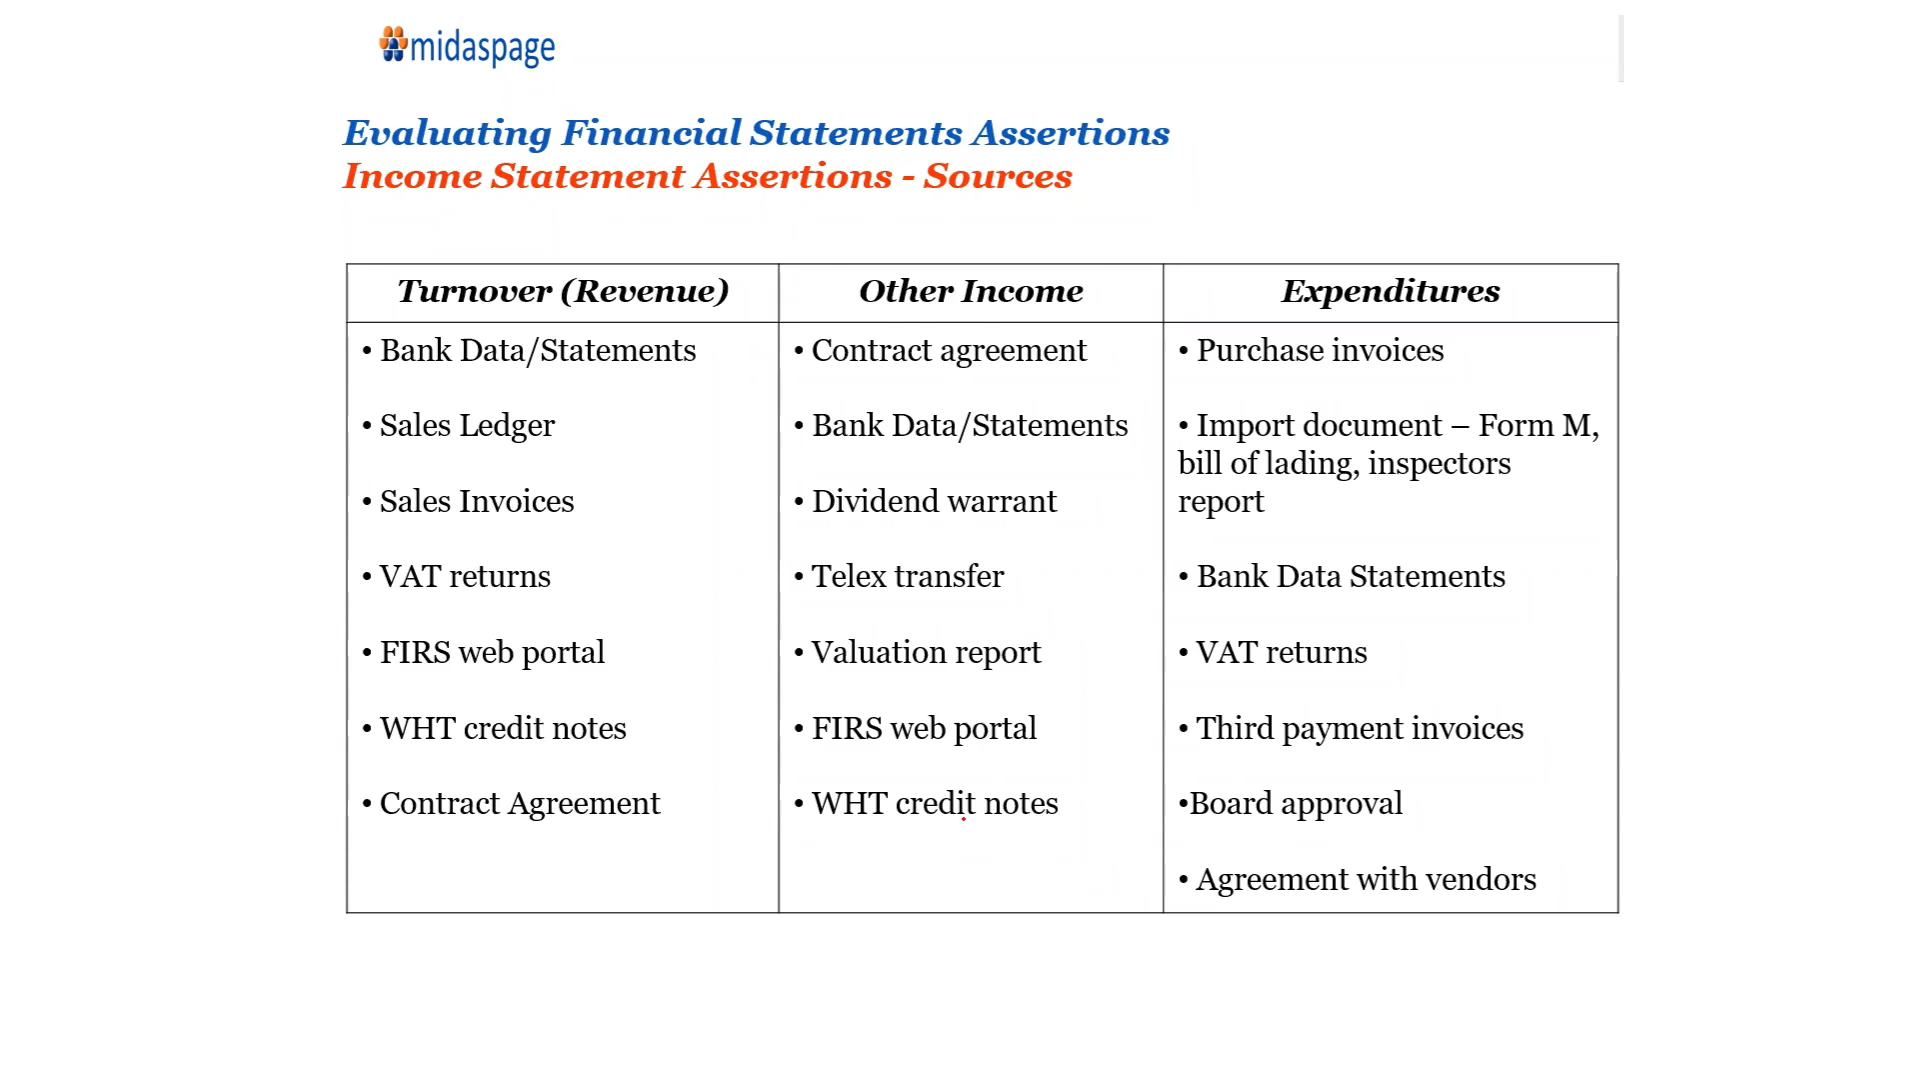 midaspage
Evaluating Financial Statements Assertions
Income Statement Assertions - Sources
Turnover (Revenue)
• Bank Data/Statements
• Sales Ledger
• Sales Invoices
• VAT returns
• FIRS web portal
• WHT credit notes
• Contract Agreement
Other Income
• Contract agreement
• Bank Data/Statements
• Dividend warrant
• Telex transfer
• Valuation report
• FIRS web portal
• WHT credit notes
Expenditures
• Purchase invoices
• Import document – Form M,
bill of lading, inspectors
report
• Bank Data Statements
• VAT returns
• Third payment invoices
•Board approval
• Agreement with vendors